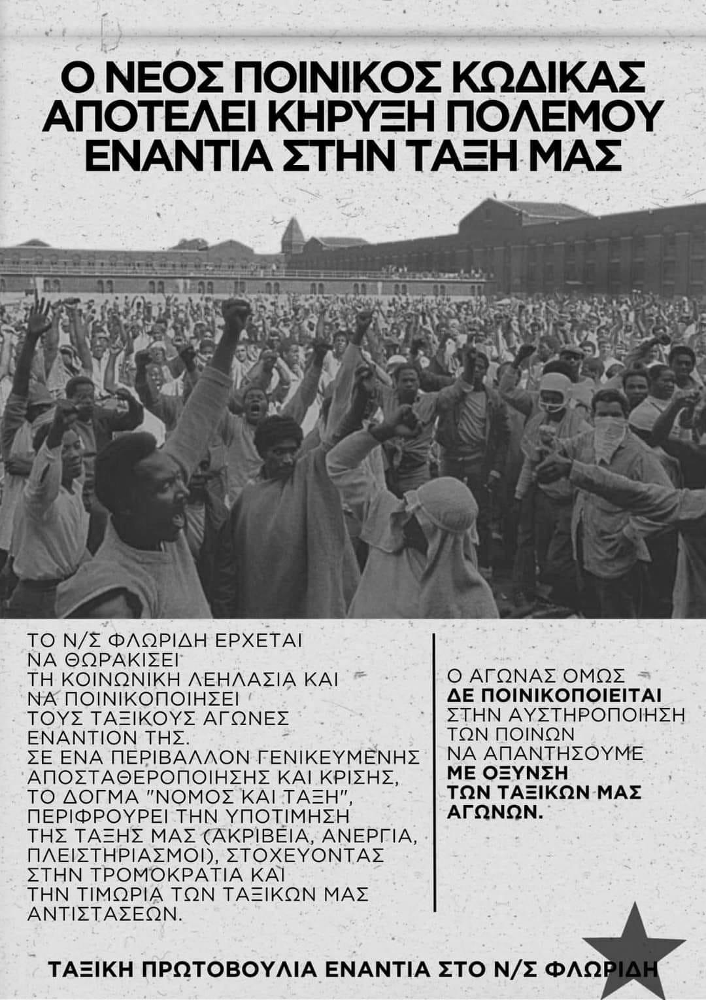 Ο ΝΕΟΣ ΠΟΙΝΙΚΟΣ ΚΩΔΙΚΑΣ
ΑΠΟΤΕΛΕΙ ΚΗΡΥΞΗ ΠΟΛΕΜΟΥ
ΕΝΑΝΤΙΑ ΣΤΗΝ ΤΑΞΗ ΜΑΣ
ΤΟ Ν/Σ ΦΛΩΡΙΔΗ ΕΡΧΕΤΑΙ
ΝΑ ΘΩΡΑΚΙΣΕΙ
ΤΗ ΚΟΙΝΩΝΙΚΗ ΛΕΗΛΑΣΙΑ ΚΑΙ
ΝΑ ΠΟΙΝΙΚΟΠΟΙΗΣΕΙ
ΤΟΥΣ ΤΑΞΙΚΟΥΣ ΑΓΩΝΕΣ
ΕΝΑΝΤΙΟΝ ΤΗΣ.
ΣΕ ΕΝΑ ΠΕΡΙΒΑΛΛΟΝ ΓΕΝΙΚΕΥΜΕΝΗΣ
ΑΠΟΣΤΑΘΕΡΟΠΟΙΗΣΗΣ ΚΑΙ ΚΡΙΣΗΣ,
ΤΟ ΔΟΓΜΑ "ΝΟΜΟΣ ΚΑΙ ΤΑΞΗ",
ΠΕΡΙΦΡΟΥΡΕΙ ΤΗΝ ΥΠΟΤΙΜΗΣΗ
ΤΗΣ ΤΑΞΗΣ ΜΑΣ (ΑΚΡΙΒΕΙΑ, ΑΝΕΡΓΙΑ,
ΠΛΕΙΣΤΗΡΙΑΣΜΟΙ), ΣΤΟΧΕΥΟΝΤΑΣ
ΣΤΗΝ ΤΡΟΜΟΚΡΑΤΙΑ ΚΑΙ
ΤΗΝ ΤΙΜΩΡΙΑ ΤΩΝ ΤΑΞΙΚΩΝ ΜΑΣ
ΑΝΤΙΣΤΑΣΕΩΝ.
Ο ΑΓΩΝΑΣ ΟΜΩΣ
ΔΕ ΠΟΙΝΙΚΟΠΟΙΕΙΤΑΙ
ΣΤΗΝ ΑΥΣΤΗΡΟΠΟΙΗΣΗ
ΤΩΝ ΠΟΙΝΩΝ
ΝΑ ΑΠΑΝΤΗΣΟΥΜΕ
ΜΕ ΟΞΥΝΣΗ
ΤΩΝ ΤΑΞΙΚΩΝ ΜΑΣ
ΑΓΩΝΩΝ.
ΤΑΞΙΚΗ ΠΡΩΤΟΒΟΥΛΙΑ ΕΝΑΝΤΙΑ ΣΤΟ Ν/Σ ΦΛΩΡΙΔΗ